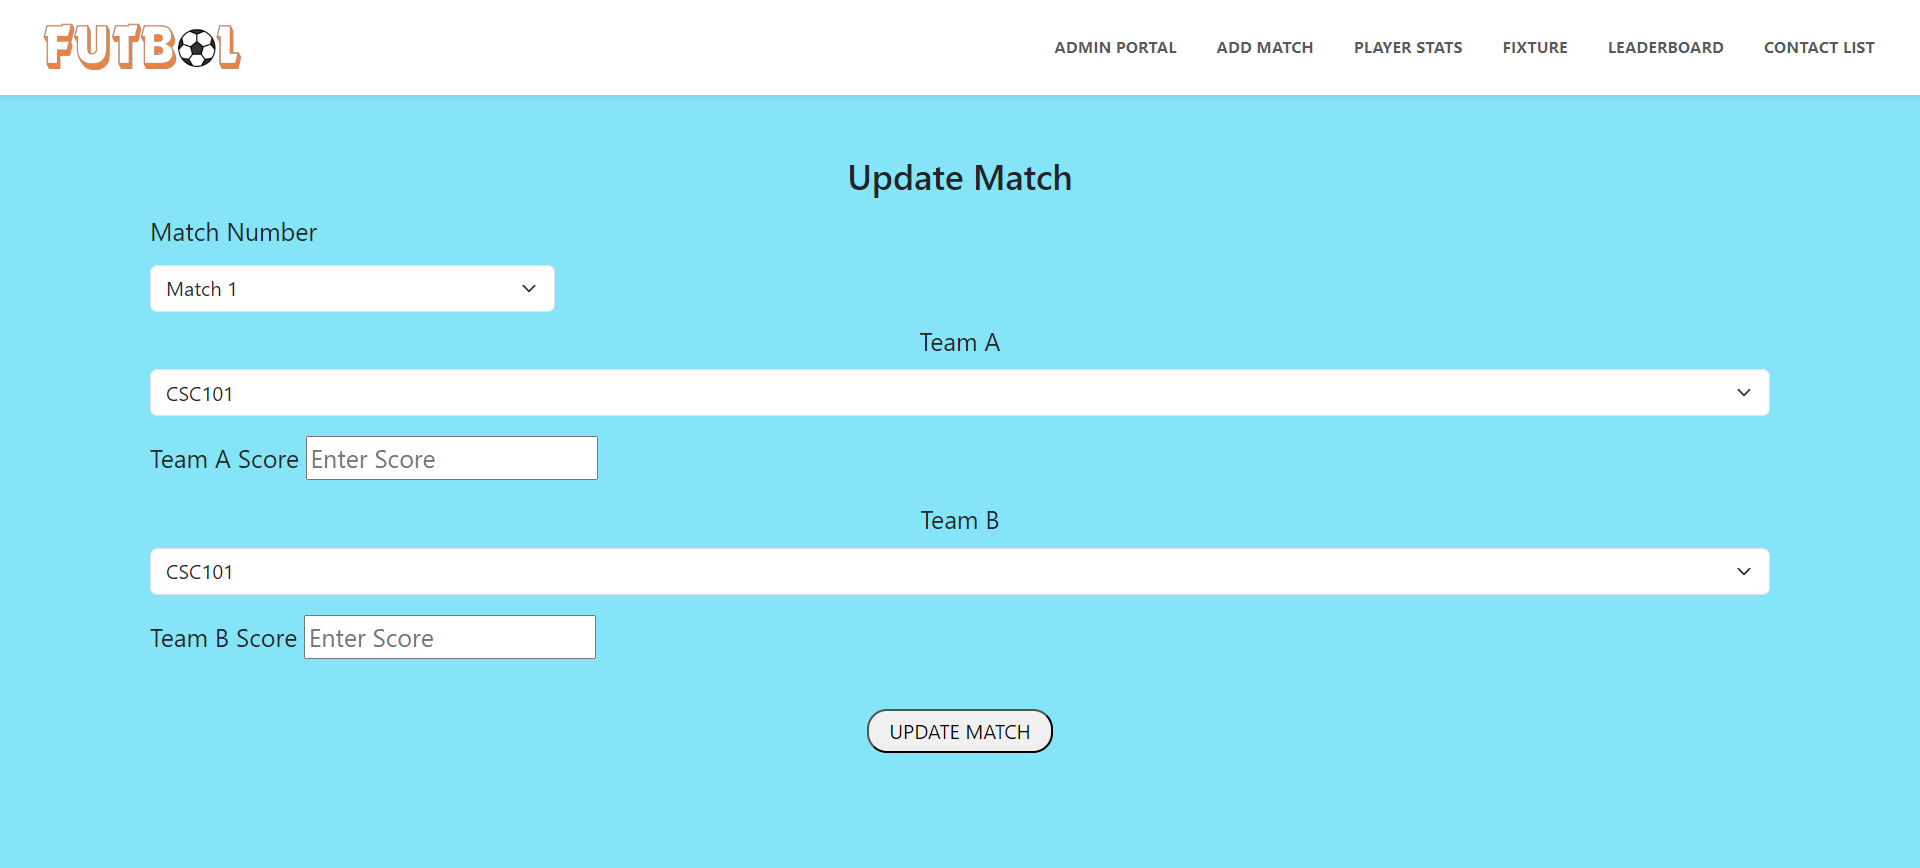 FUTBOL
ADMIN PORTAL ADD MATCH PLAYER STATS FIXTURE LEADERBOARD CONTACT LIST
Update Match
Match Number
Match 1
Team A
CSC101
Team A Score Enter Score
Team B
CSC101
Team B Score Enter Score
UPDATE MATCH